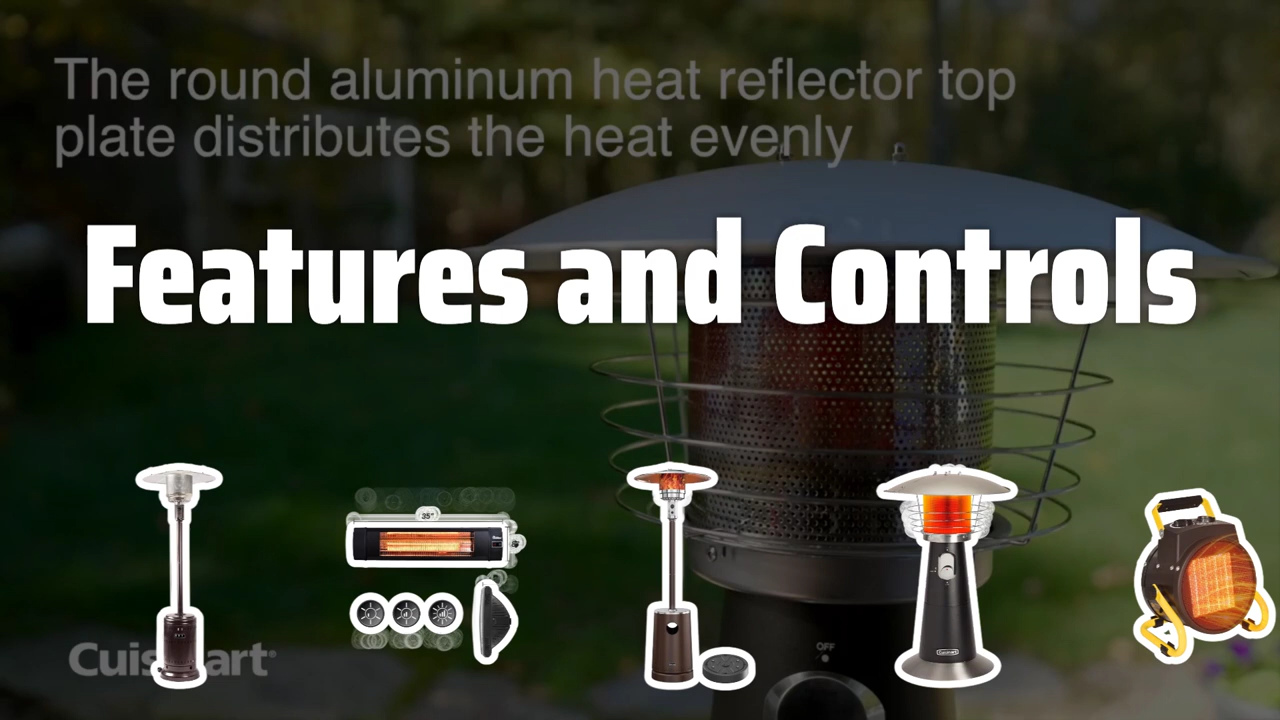 The round aluminum heat reflector top
plate distributes the heat evenly
Features and Controls
35"
Cuisinart
OFF